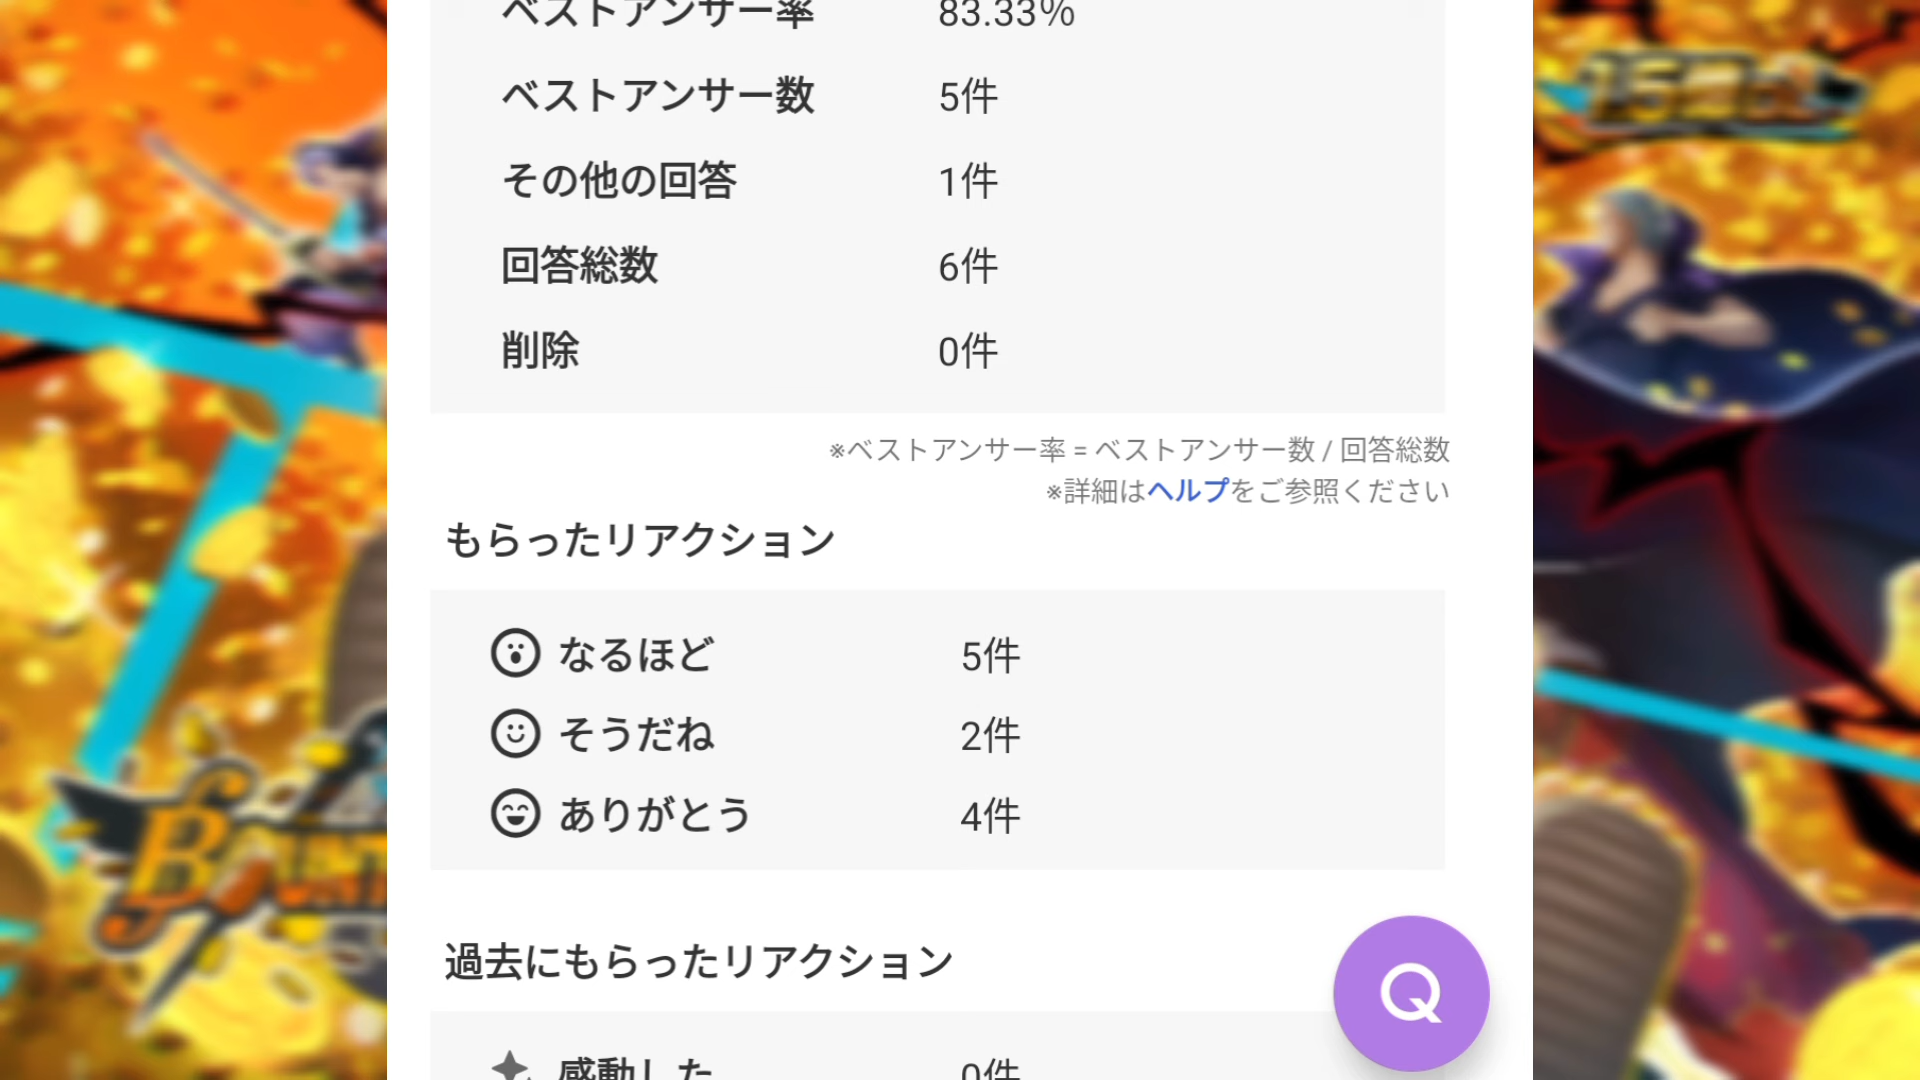 ベストアンサー率 83.33%
ベストアンサー数 5件
その他の回答 1件
回答総数 6件
削除 0件
※ベストアンサー率 = ベストアンサー数 / 回答総数
※詳細はヘルプをご参照ください
もらったリアクション
なるほど 5件
そうだね 2件
ありがとう 4件
過去にもらったリアクション
Q
感動した 0件